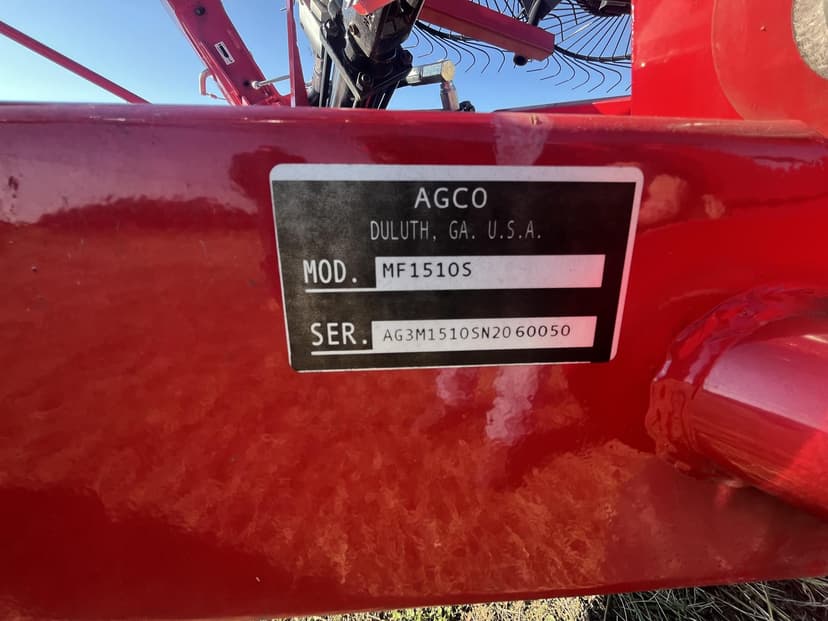 AGCO
DULUTH, GA. U.S.A.
MOD. MF1510S
SER. AG3M1510SN2060050